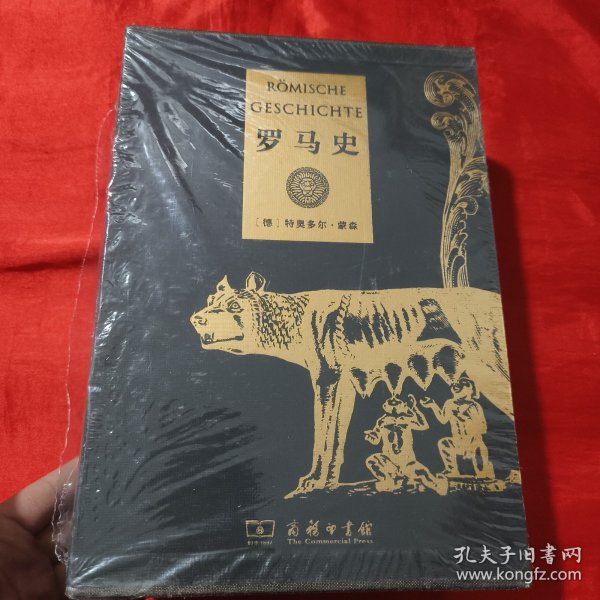 RÖMISCHE
GESCHICHTE
罗马史
［德］特奥多尔·蒙森
商务印书馆
The Commercial Press
孔夫子旧书网
www.kongfz.com